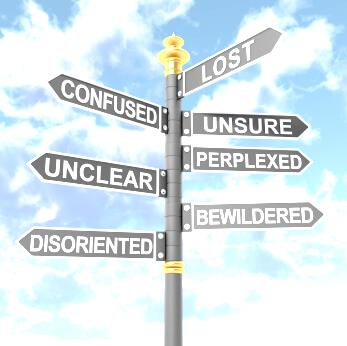 LOST
CONFUSED
UNSURE
PERPLEXED
UNCLEAR
BEWILDERED
DISORIENTED